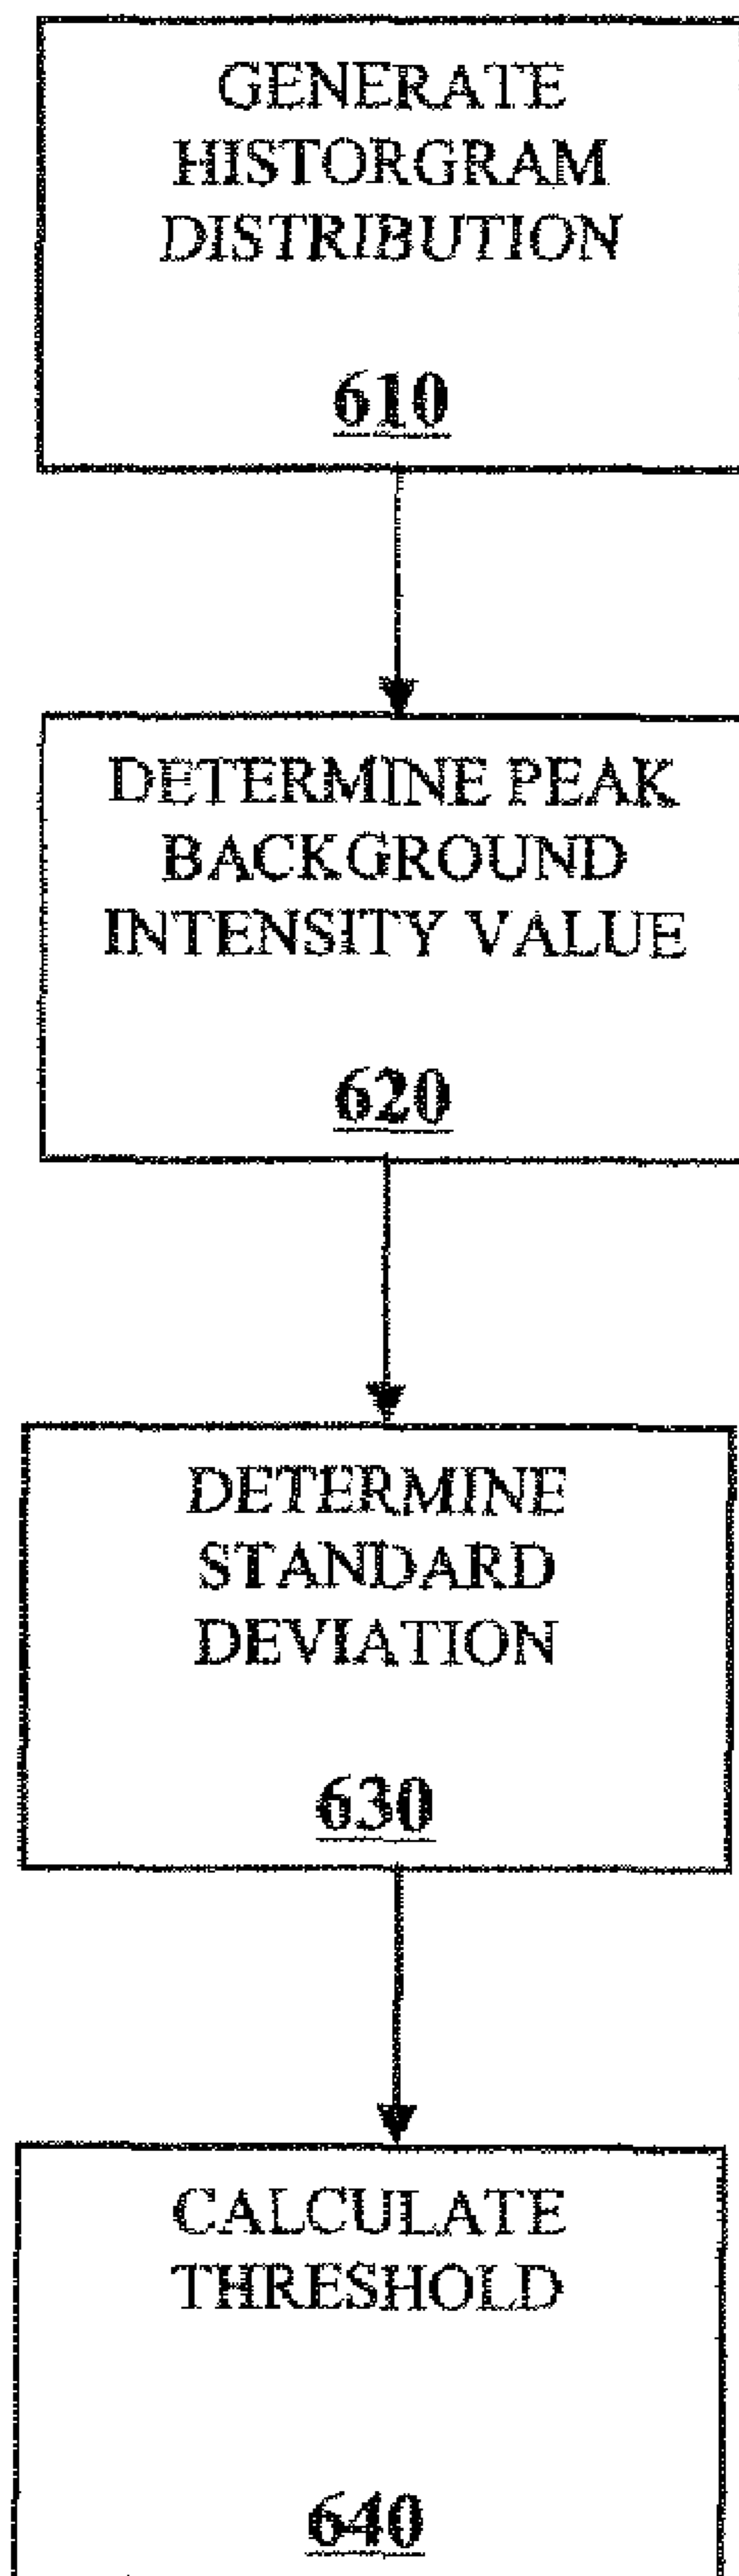 GENERATE
HISTORGRAM
DISTRIBUTION
610
DETERMINE PEAK
BACKGROUND
INTENSITY VALUE
620
DETERMINE
STANDARD
DEVIATION
630
CALCULATE
THRESHOLD
640